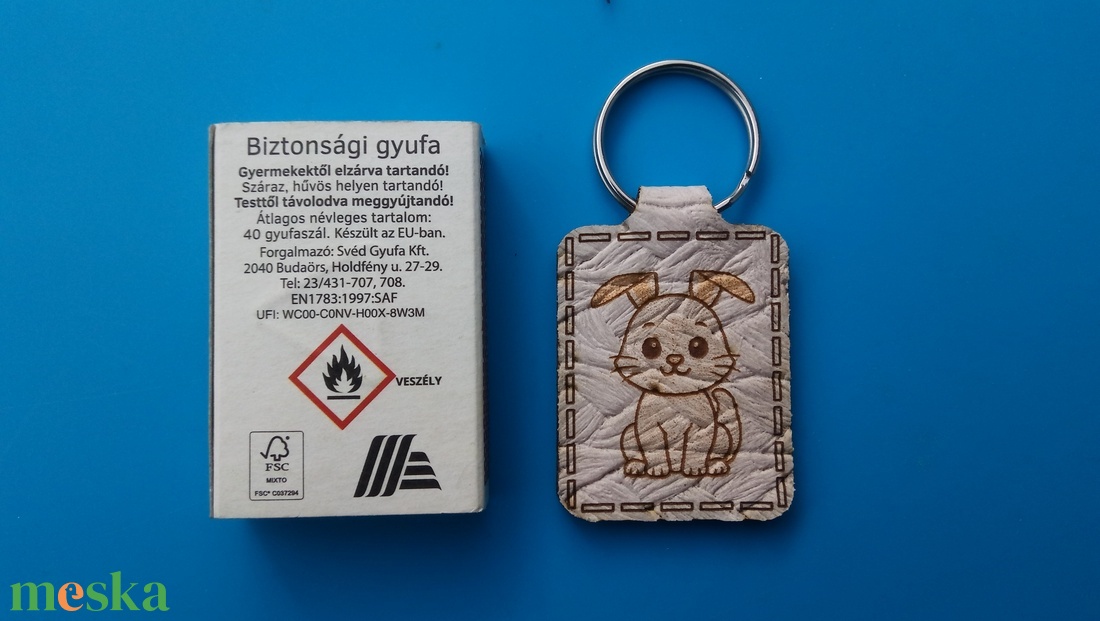 Biztonsági gyufa
Gyermekektől elzárva tartandó!
Száraz, hűvös helyen tartandó!
Testtől távolodva meggyújtandó!
Átlagos névleges tartalom:
40 gyufaszál. Készült az EU-ban.
Forgalmazó: Svéd Gyufa Kft.
2040 Budaörs, Holdfény u. 27-29.
Tel: 23/431-707, 708.
EN1783:1997:SAF
UFI: WC00-C0NV-H00X-8W3M
VESZÉLY
FSC
MIXTO
FSC® C037294
meska